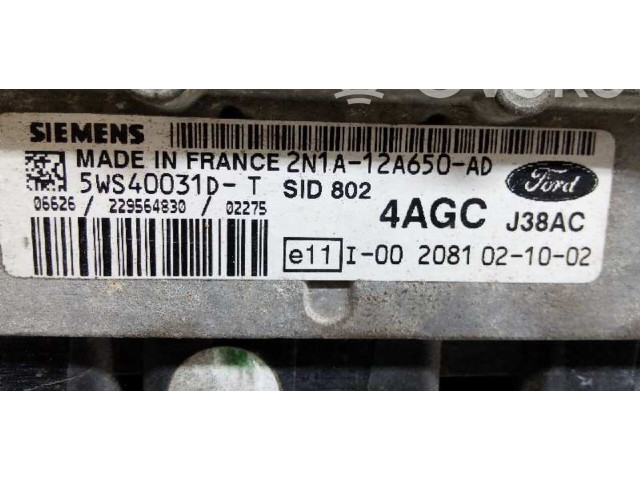 SIEMENS
MADE IN FRANCE 2N1A-12A650-AD
5WS40031D-T SID 802
Ford
06626 / 229564830 / 02275
4AGC J38AC
e11 I-00 2081 02-10-02